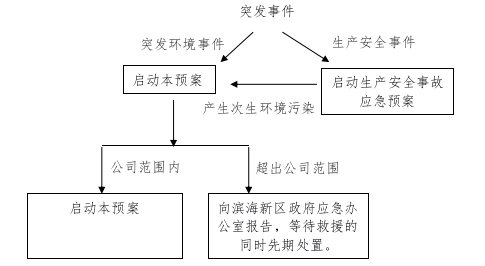 突发事件
突发环境事件
生产安全事件
启动本预案
启动生产安全事故
应急预案
产生次生环境污染
公司范围内
超出公司范围
启动本预案
向滨海新区政府应急办
公室报告，等待救援的
同时先期处置。